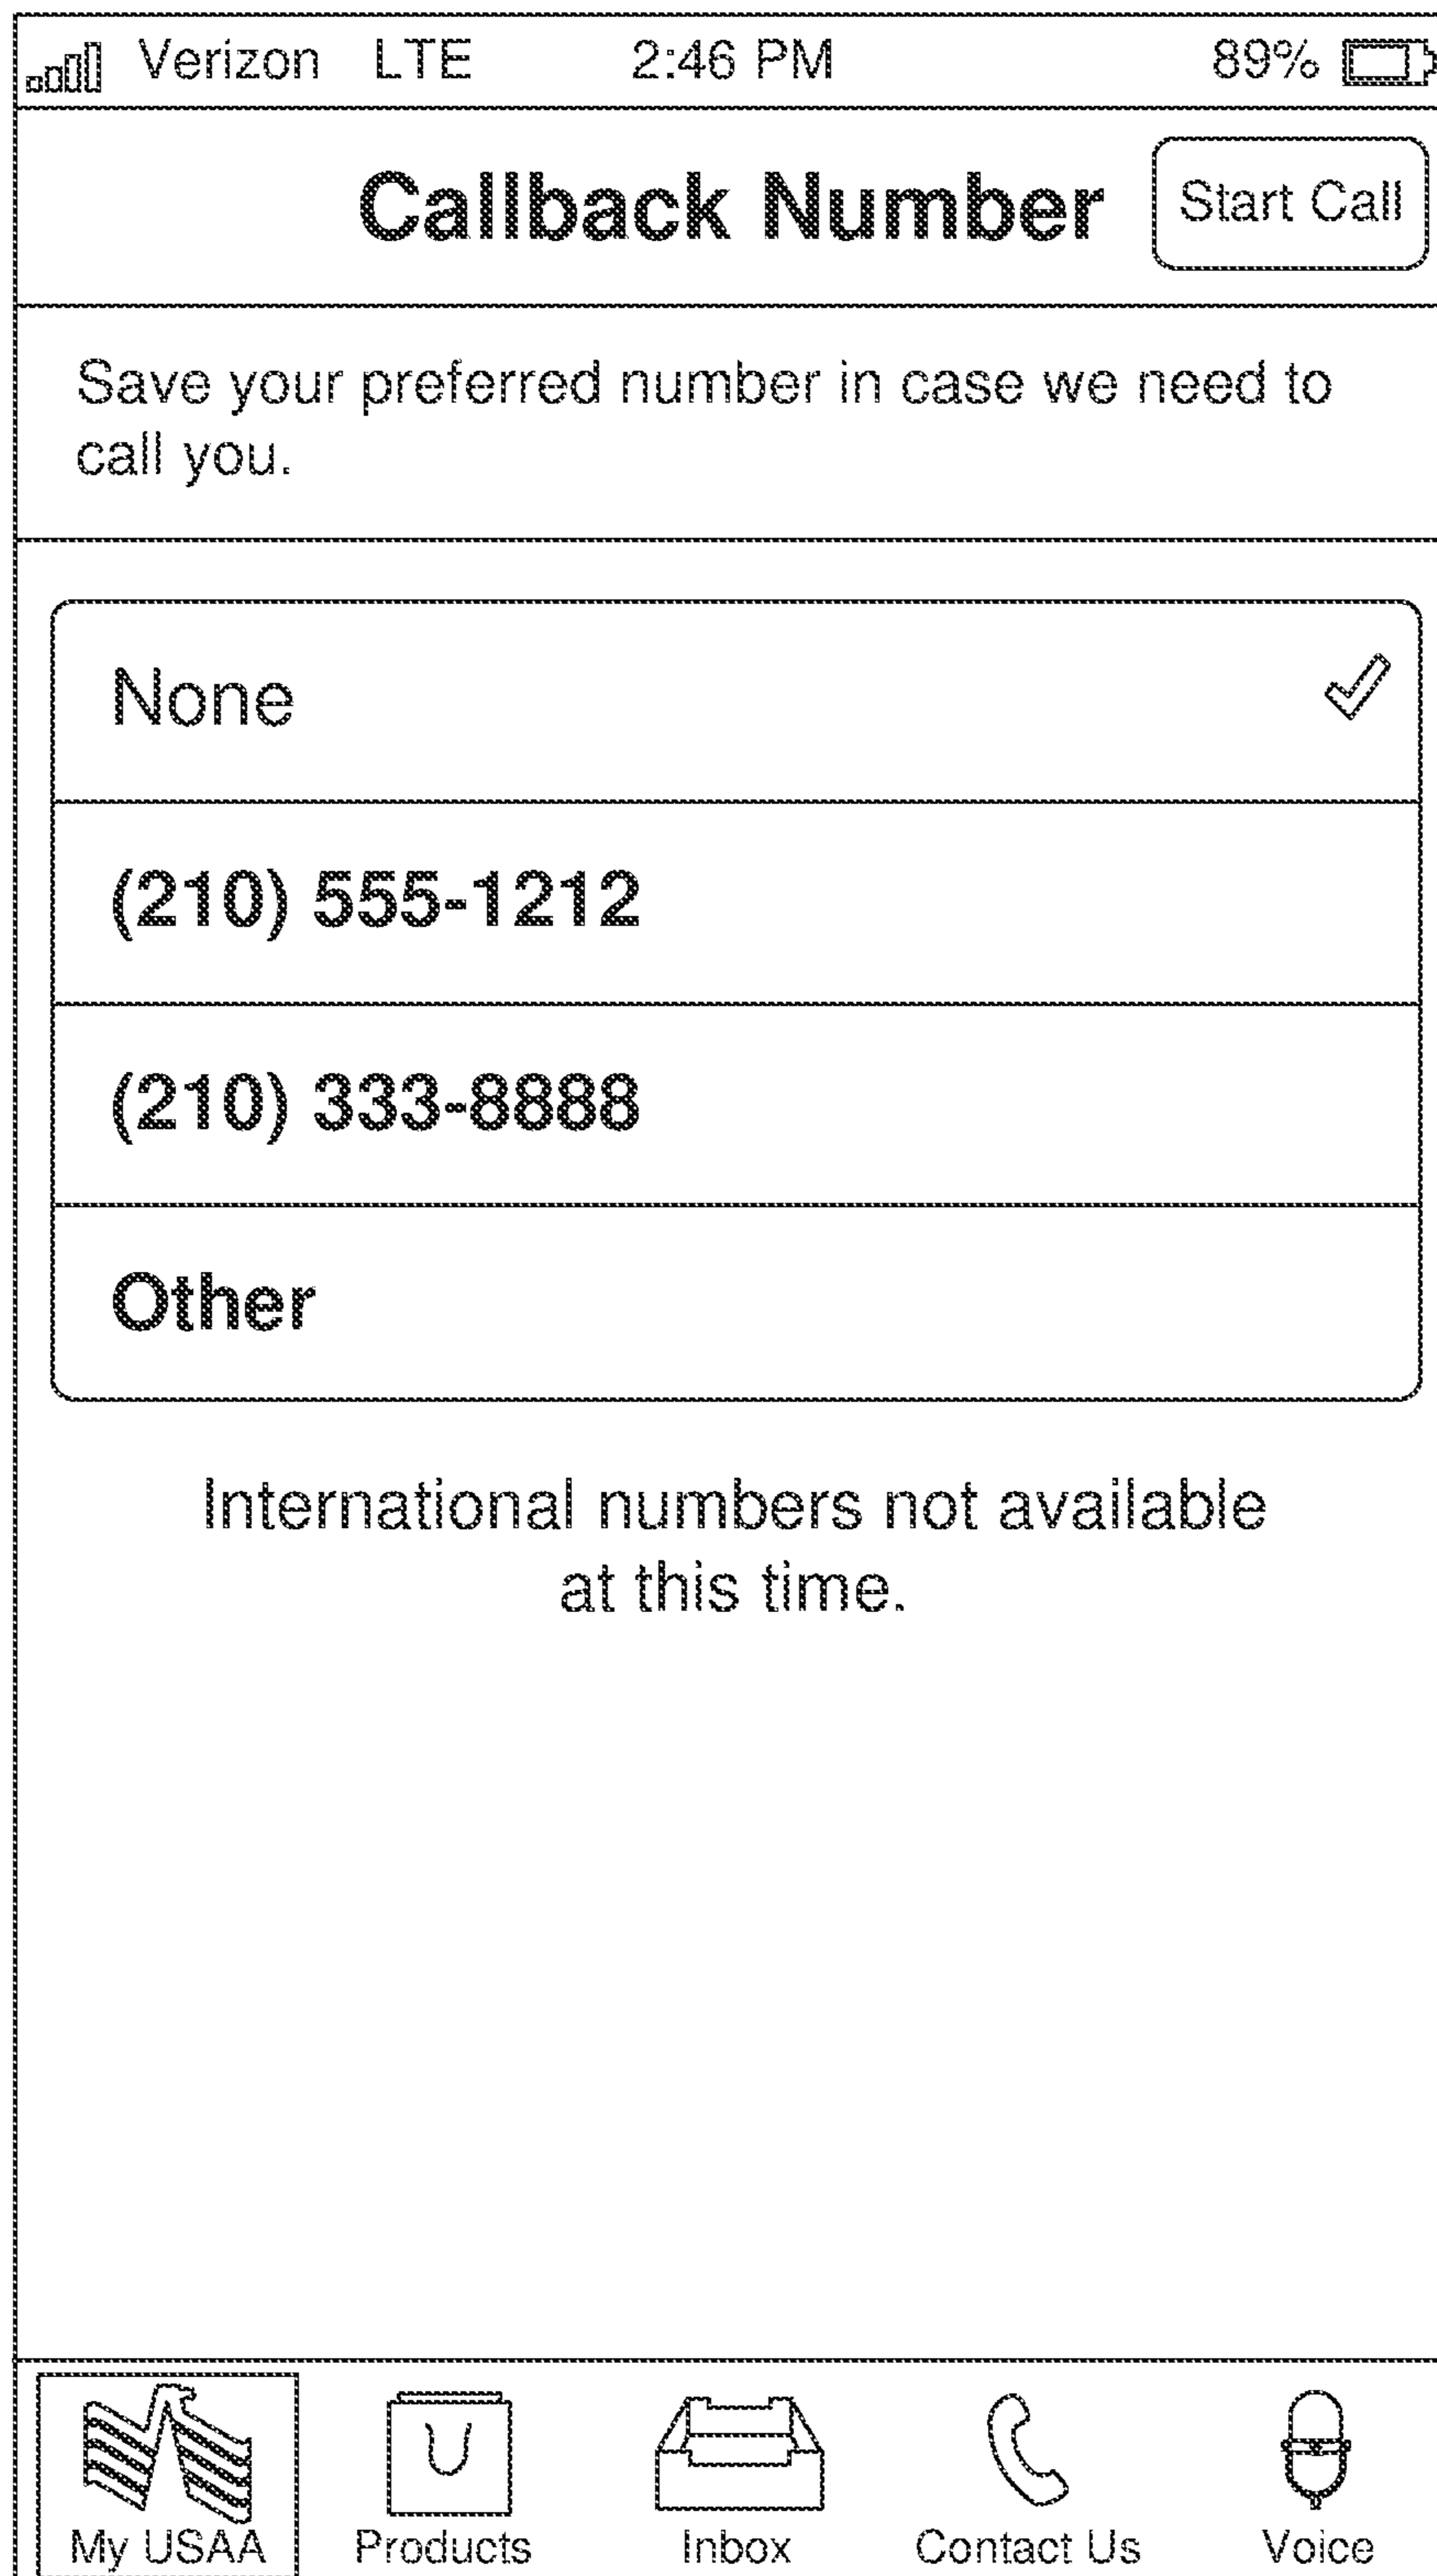 Verizon LTE 2:46 PM 89%
Callback Number Start Call
Save your preferred number in case we need to
call you.
None
(210) 555-1212
(210) 333-8888
Other
International numbers not available
at this time.
My USAA Products Inbox Contact Us Voice